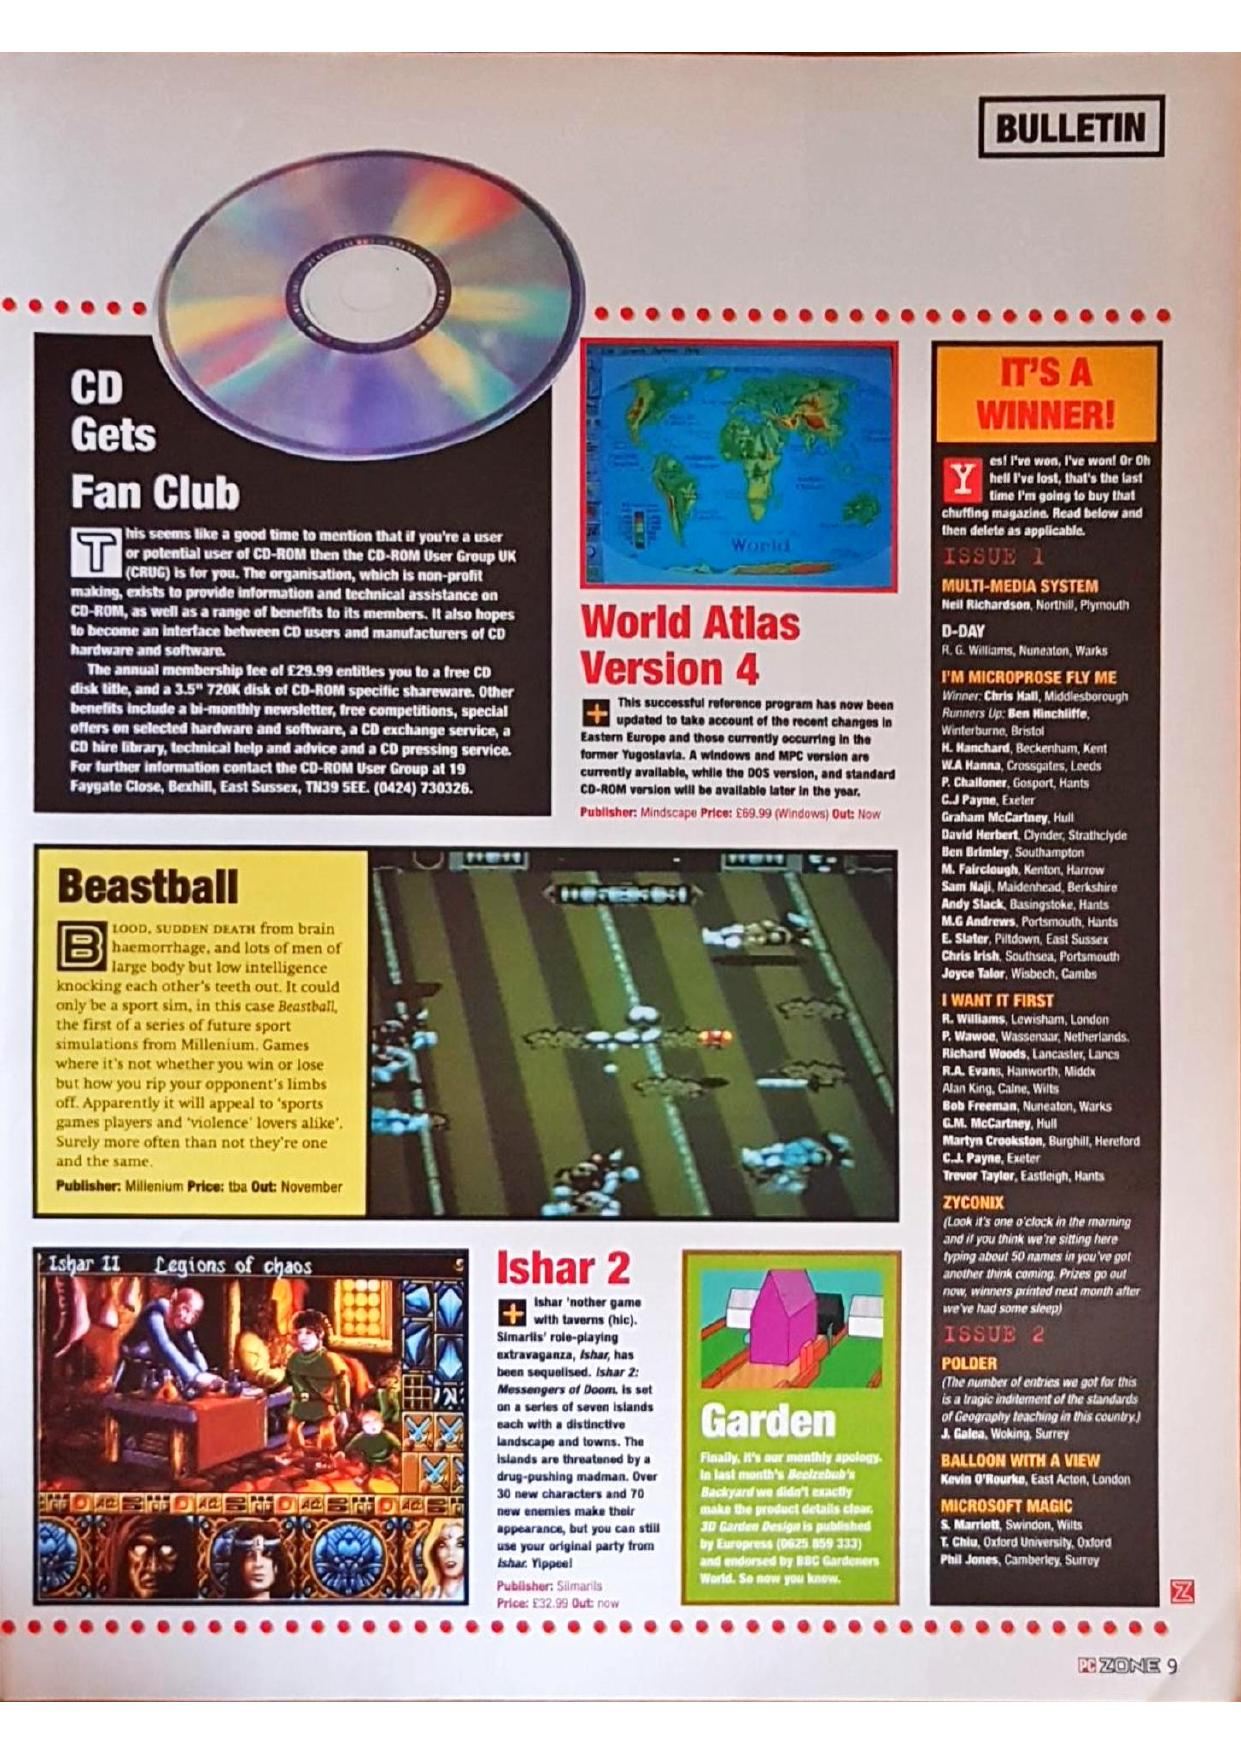 BULLETIN
CD
Gets
Fan Club
This seems like a good time to mention that if you're a user
or potential user of CD-ROM then the CD-ROM User Group UK
(CRUG) is for you. The organisation, which is non-profit
making, exists to provide information and technical assistance on
CD-ROM, as well as a range of benefits to its members. It also hopes
to become an interface between CD users and manufacturers of CD
hardware and software.
The annual membership fee of £29.99 entitles you to a free CD
disk title, and a 3.5" 720K disk of CD-ROM specific shareware. Other
benefits include a bi-monthly newsletter, free competitions, special
offers on selected hardware and software, a CD exchange service, a
CD hire library, technical help and advice and a CD pressing service.
For further information contact the CD-ROM User Group at 19
Faygate Close, Bexhill, East Sussex, TN39 5EE. (0424) 730326.
World
World Atlas
Version 4
This successful reference program has now been
updated to take account of the recent changes in
Eastern Europe and those currently occurring in the
former Yugoslavia. A windows and MPC version are
currently available, while the DOS version, and standard
CD-ROM version will be available later in the year.
Publisher: Mindscape Price: £69.99 (Windows) Out: Now
Beastball
BLOOD, SUDDEN DEATH from brain
haemorrhage, and lots of men of
large body but low intelligence
knocking each other's teeth out. It could
only be a sport sim, in this case Beastball,
the first of a series of future sport
simulations from Millenium. Games
where it's not whether you win or lose
but how you rip your opponent's limbs
off. Apparently it will appeal to 'sports
games players and 'violence' lovers alike'.
Surely more often than not they're one
and the same.
Publisher: Millenium Price: tba Out: November
Ishar II Legions of chaos
Ishar 2
Ishar 'nother game
with taverns (hic).
Simarils' role-playing
extravaganza, Ishar, has
been sequelised. Ishar 2:
Messengers of Doom, is set
on a series of seven islands
each with a distinctive
landscape and towns. The
islands are threatened by a
drug-pushing madman. Over
30 new characters and 70
new enemies make their
appearance, but you can still
use your original party from
Ishar. Yippee!
Publisher: Silmarils
Price: £32.99 Out: now
Garden
Finally, it's our monthly apology.
In last month's Beelzebub's
Backyard we didn't exactly
make the product details clear.
3D Garden Design is published
by Europress (0625 859 333)
and endorsed by BBC Gardeners
World. So now you know.
IT'S A
WINNER!
Yes! I've won, I've won! Or Oh
hell I've lost, that's the last
time I'm going to buy that
chuffing magazine. Read below and
then delete as applicable.
ISSUE 1
MULTI-MEDIA SYSTEM
Neil Richardson, Northill, Plymouth
D-DAY
R. G. Williams, Nuneaton, Warks
I'M MICROPROSE FLY ME
Winner: Chris Hall, Middlesborough
Runners Up: Ben Hinchliffe,
Winterburne, Bristol
H. Hanchard, Beckenham, Kent
W.A Hanna, Crossgates, Leeds
P. Challoner, Gosport, Hants
C.J Payne, Exeter
Graham McCartney, Hull
David Herbert, Clynder, Strathclyde
Ben Brimley, Southampton
M. Fairclough, Kenton, Harrow
Sam Naji, Maidenhead, Berkshire
Andy Slack, Basingstoke, Hants
M.G Andrews, Portsmouth, Hants
E. Slater, Piltdown, East Sussex
Chris Irish, Southsea, Portsmouth
Joyce Talor, Wisbech, Cambs
I WANT IT FIRST
R. Williams, Lewisham, London
P. Wawoe, Wassenaar, Netherlands.
Richard Woods, Lancaster, Lancs
R.A. Evans, Hanworth, Middx
Alan King, Calne, Wilts
Bob Freeman, Nuneaton, Warks
G.M. McCartney, Hull
Martyn Crookston, Burghill, Hereford
C.J. Payne, Exeter
Trevor Taylor, Eastleigh, Hants
ZYCONIX
(Look it's one o'clock in the morning
and if you think we're sitting here
typing about 50 names in you've got
another think coming. Prizes go out
now, winners printed next month after
we've had some sleep)
ISSUE 2
POLDER
(The number of entries we got for this
is a tragic inditement of the standards
of Geography teaching in this country.)
J. Galea, Woking, Surrey
BALLOON WITH A VIEW
Kevin O'Rourke, East Acton, London
MICROSOFT MAGIC
S. Marriott, Swindon, Wilts
T. Chiu, Oxford University, Oxford
Phil Jones, Camberley, Surrey
Z
PC ZONE 9